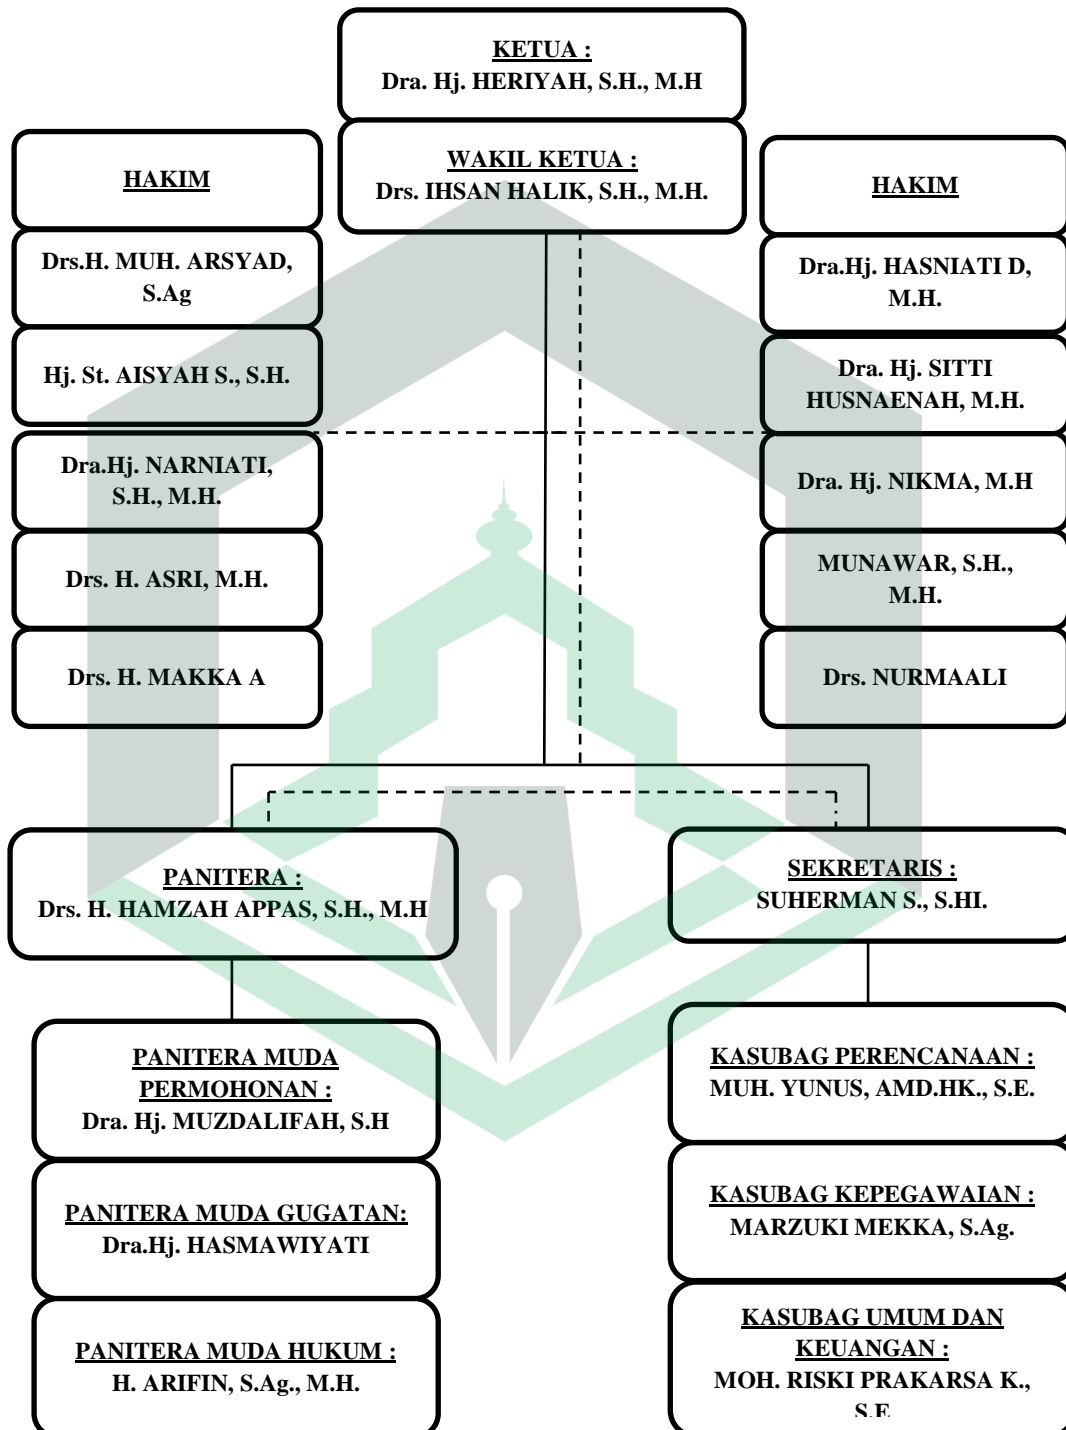 KETUA :
Dra. Hj. HERIYAH, S.H., M.H
WAKIL KETUA :
Drs. IHSAN HALIK, S.H., M.H.
HAKIM
Drs.H. MUH. ARSYAD,
S.Ag
Hj. St. AISYAH S., S.H.
Dra.Hj. NARNIATI,
S.H., M.H.
Drs. H. ASRI, M.H.
Drs. H. MAKKA A
HAKIM
Dra.Hj. HASNIATI D,
M.H.
Dra. Hj. SITTI
HUSNAENAH, M.H.
Dra. Hj. NIKMA, M.H
MUNAWAR, S.H.,
M.H.
Drs. NURMAALI
PANITERA :
Drs. H. HAMZAH APPAS, S.H., M.H
SEKRETARIS :
SUHERMAN S., S.HI.
PANITERA MUDA
PERMOHONAN :
Dra. Hj. MUZDALIFAH, S.H
PANITERA MUDA GUGATAN:
Dra.Hj. HASMAWIYATI
PANITERA MUDA HUKUM :
H. ARIFIN, S.Ag., M.H.
KASUBAG PERENCANAAN :
MUH. YUNUS, AMD.HK., S.E.
KASUBAG KEPEGAWAIAN :
MARZUKI MEKKA, S.Ag.
KASUBAG UMUM DAN
KEUANGAN :
MOH. RISKI PRAKARSA K.,
S.E